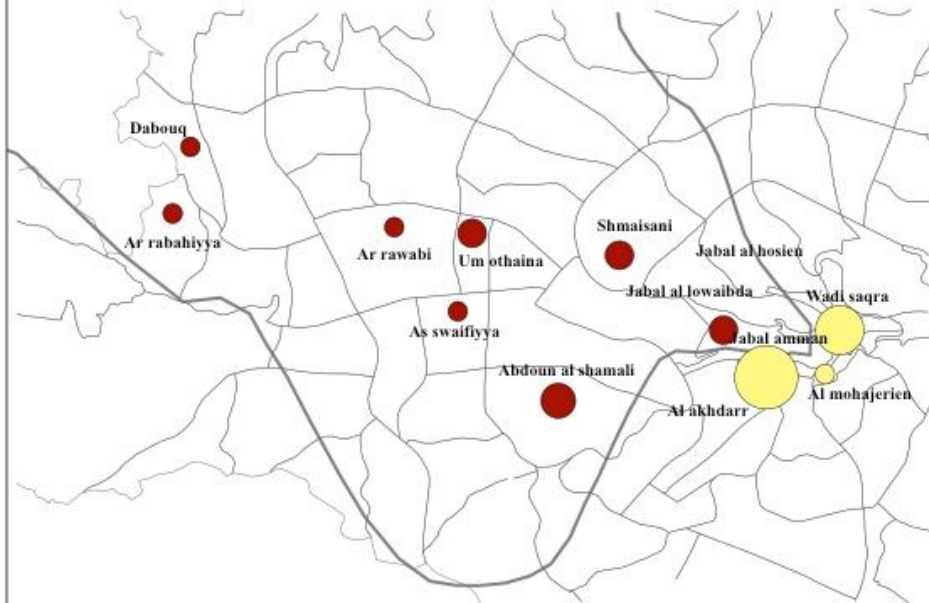 Dabouq
Shmaisani
Ar rabahiyya
Ar rawabi
Um othaina
Jabal al hosien
Jabal al lowaibda
Wadi saqra
As swaifiyya
Jabal amman
Abdoun al shamali
Al mohajerien
Al akhdarr